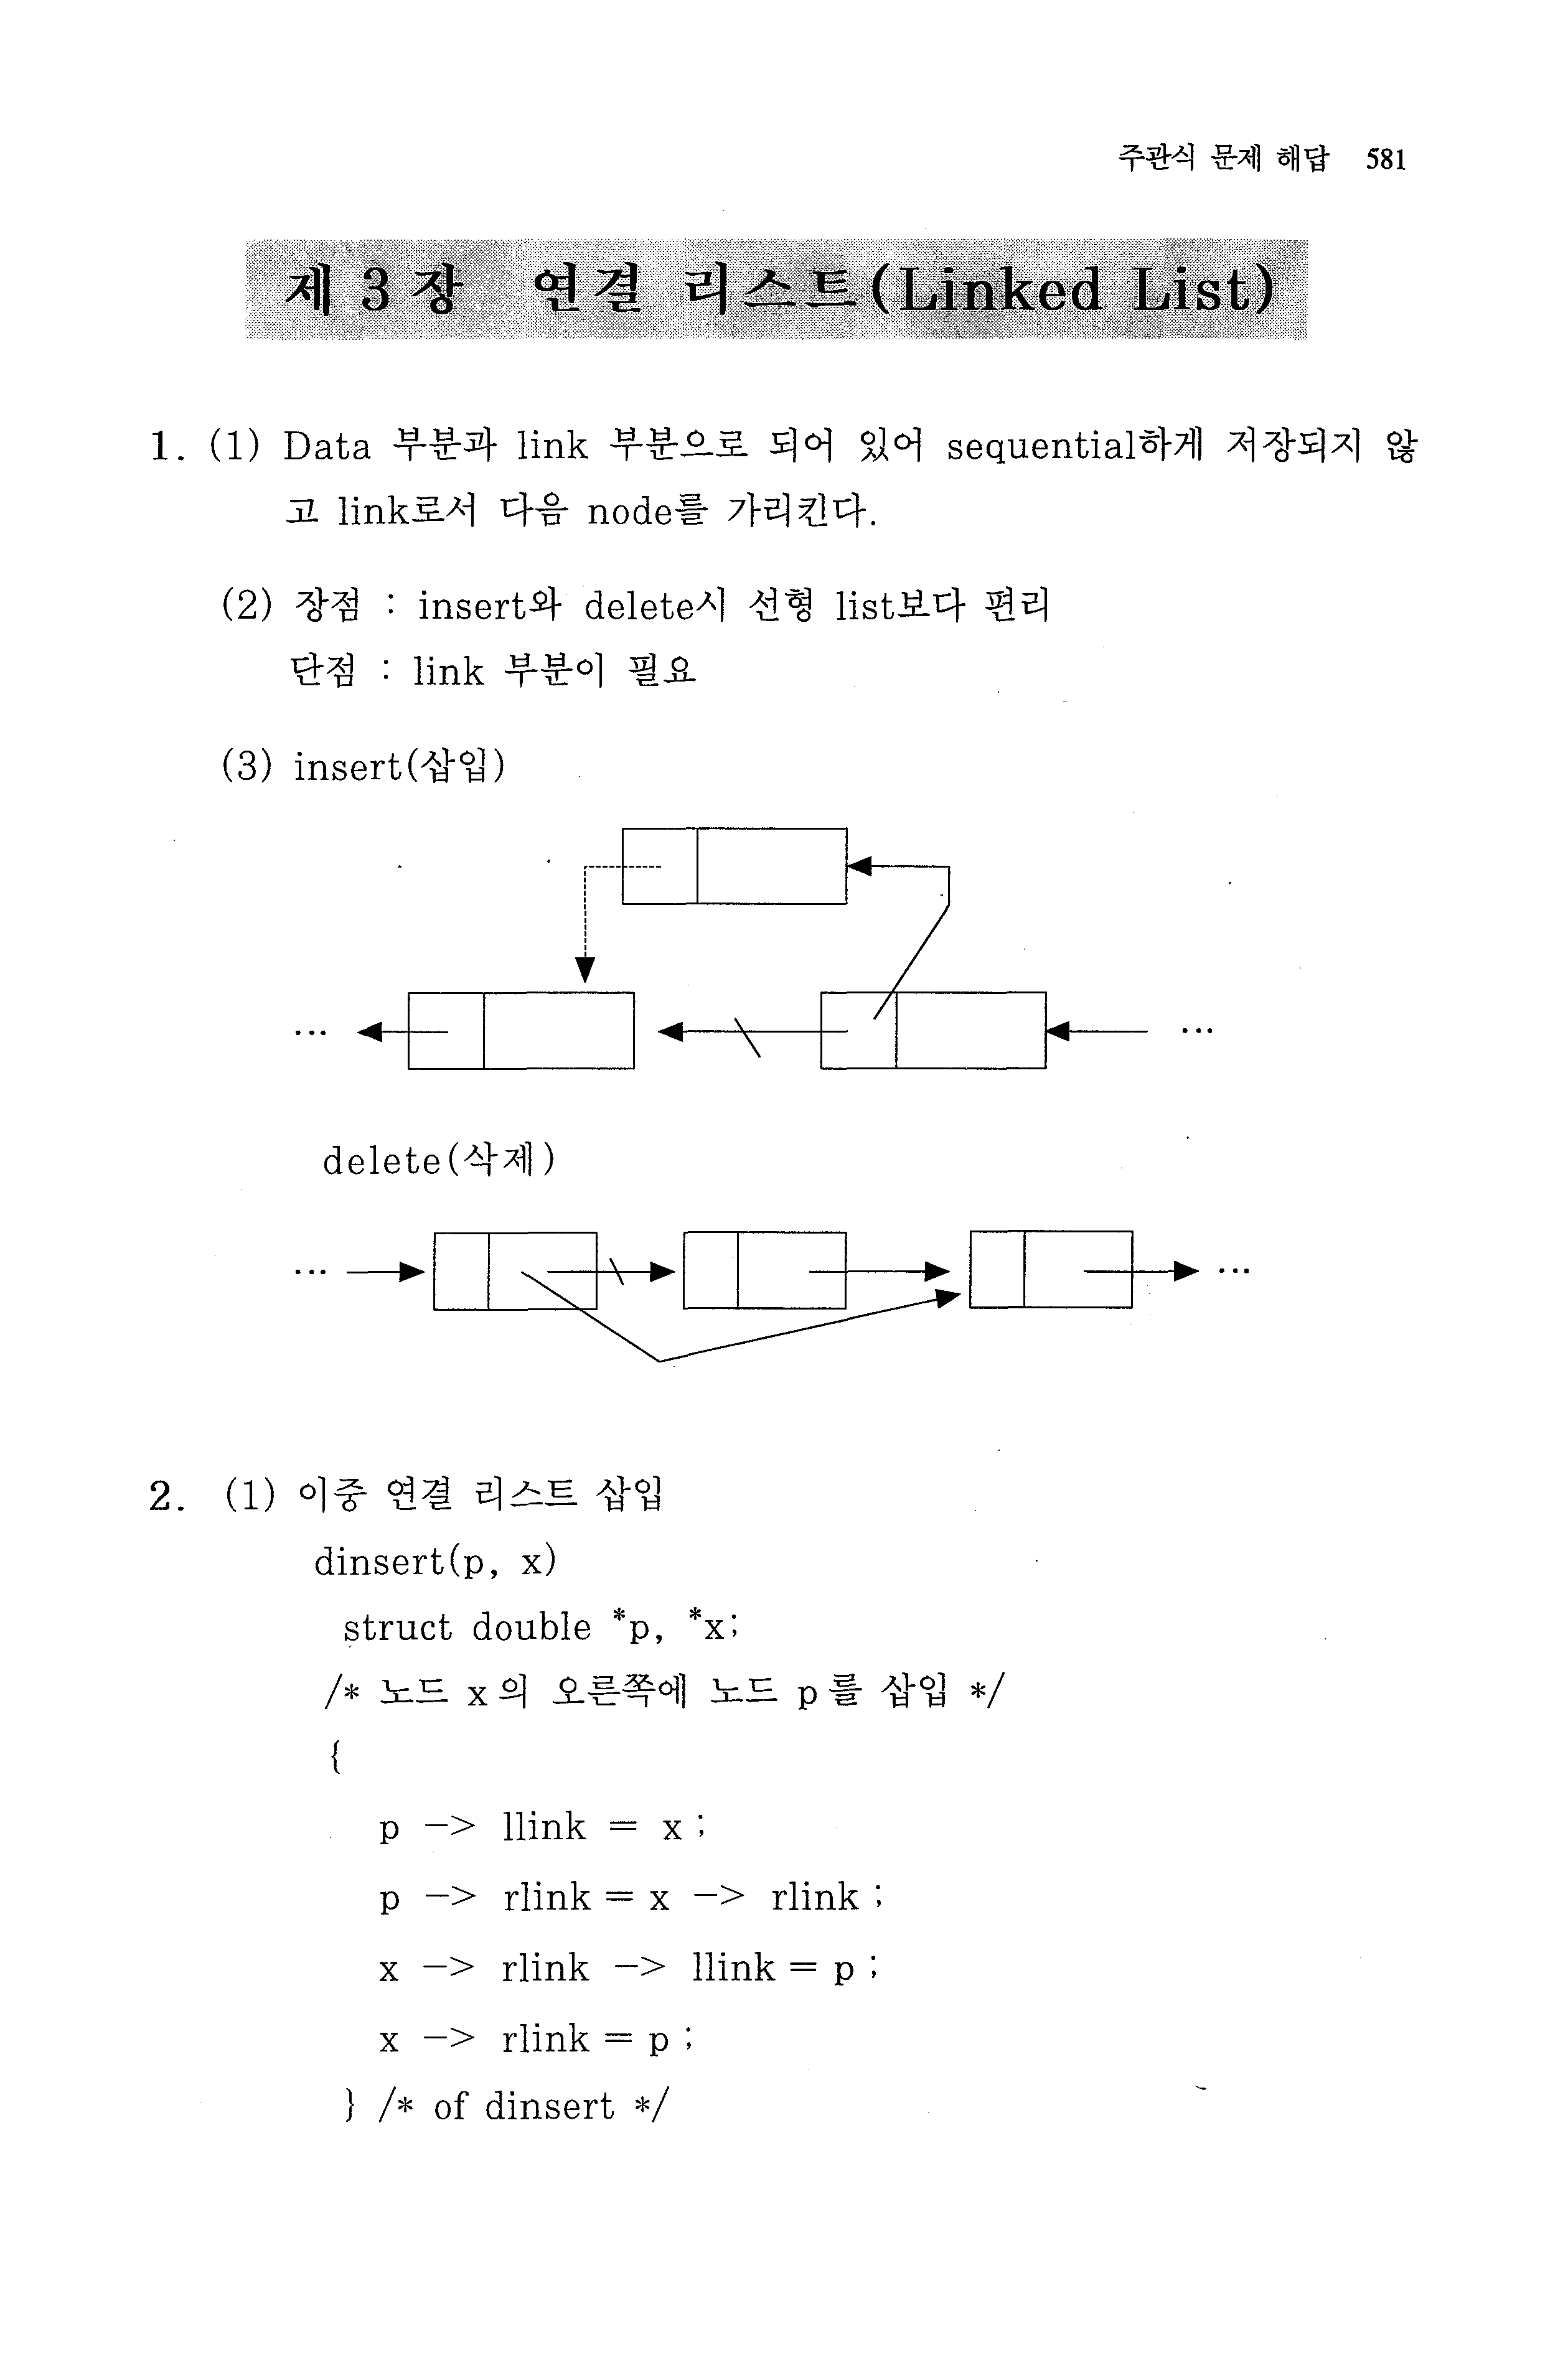 주관식 문제 해답 581
제 3 장 연결 리스트(Linked List)
1. (1) Data 부분과 link 부분으로 되어 있어 sequential하게 저장되지 않
고 link로서 다음 node를 가리킨다.
(2) 장점 : insert와 delete시 선형 list보다 편리
단점 : link 부분이 필요
(3) insert(삽입)
... ...
delete(삭제)
... ...
2. (1) 이중 연결 리스트 삽입
dinsert(p, x)
struct double *p, *x;
/* 노드 x의 오른쪽에 노드 p를 삽입 */
{
p -> llink = x ;
p -> rlink = x -> rlink ;
x -> rlink -> llink = p ;
x -> rlink = p ;
} /* of dinsert */